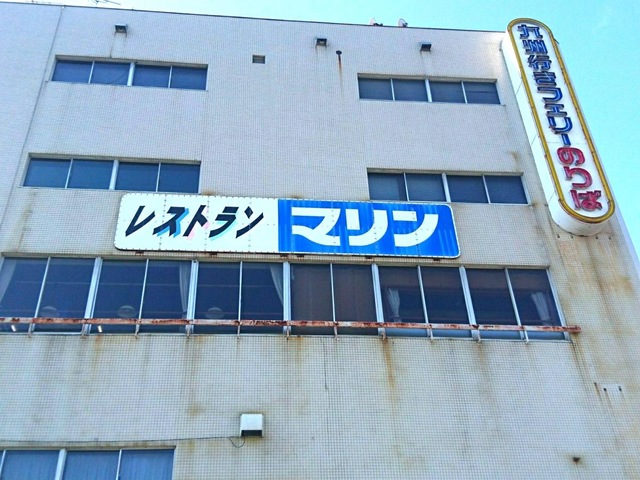 レストラン マリン
九州行きフェリーのりば